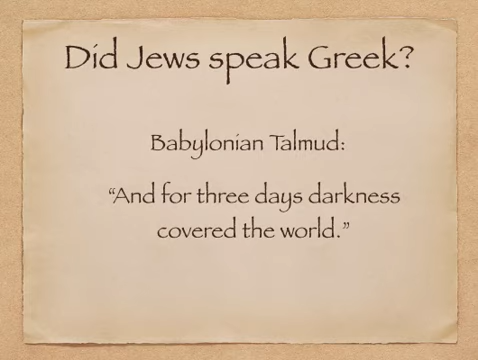 Did Jews speak Greek?
Babylonian Talmud:
“And for three days darkness
covered the world.”